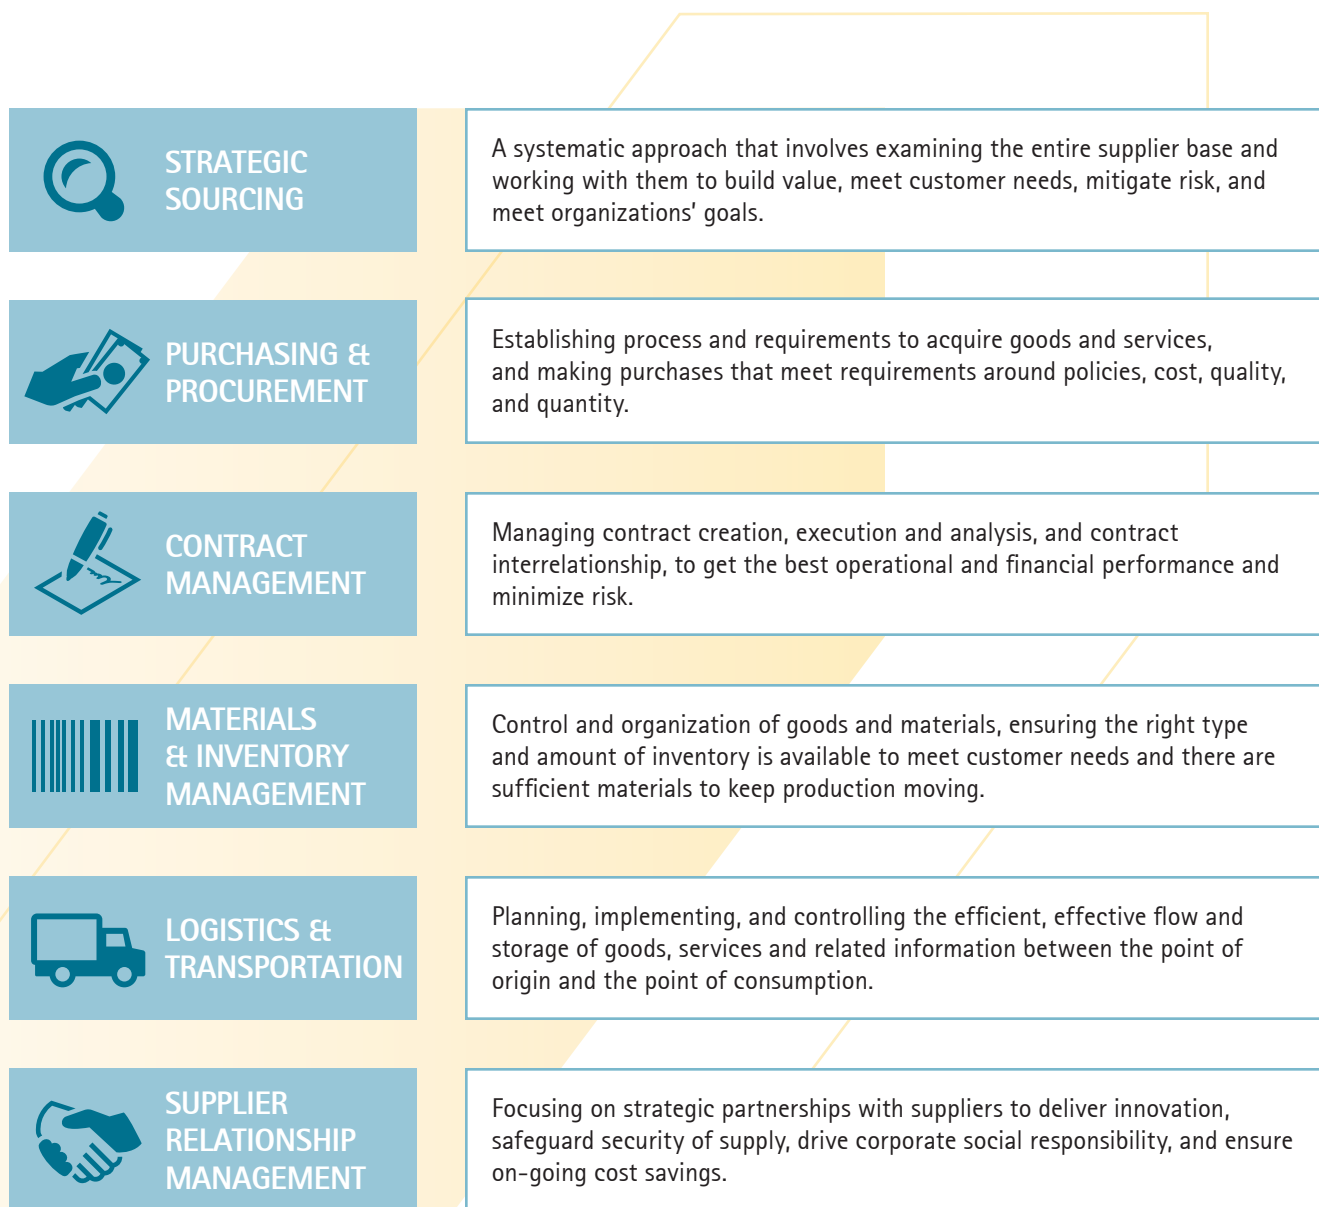 STRATEGIC
SOURCING
A systematic approach that involves examining the entire supplier base and
working with them to build value, meet customer needs, mitigate risk, and
meet organizations’ goals.
PURCHASING &
PROCUREMENT
Establishing process and requirements to acquire goods and services,
and making purchases that meet requirements around policies, cost, quality,
and quantity.
CONTRACT
MANAGEMENT
Managing contract creation, execution and analysis, and contract
interrelationship, to get the best operational and financial performance and
minimize risk.
MATERIALS
& INVENTORY
MANAGEMENT
Control and organization of goods and materials, ensuring the right type
and amount of inventory is available to meet customer needs and there are
sufficient materials to keep production moving.
LOGISTICS &
TRANSPORTATION
Planning, implementing, and controlling the efficient, effective flow and
storage of goods, services and related information between the point of
origin and the point of consumption.
SUPPLIER
RELATIONSHIP
MANAGEMENT
Focusing on strategic partnerships with suppliers to deliver innovation,
safeguard security of supply, drive corporate social responsibility, and ensure
on-going cost savings.